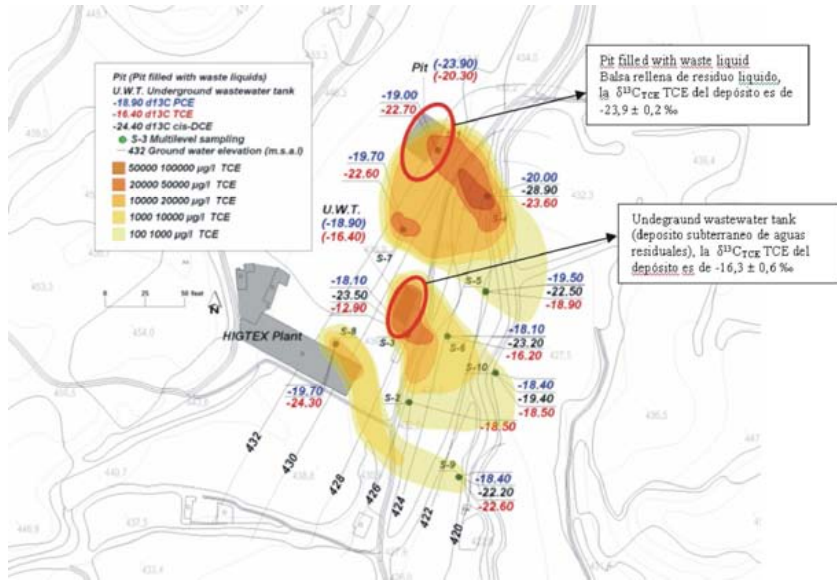 Pit (Pit filled with waste liquids)
U.W.T. Underground wastewater tank
-18.90 d13C PCE
-16.40 d13C TCE
-24.40 d13C cis-DCE
S-3 Multilevel sampling
432 Ground water elevation (m.s.a.l)
50000 100000 µg/l TCE
20000 50000 µg/l TCE
10000 20000 µg/l TCE
1000 10000 µg/l TCE
100 1000 µg/l TCE
0 25 50 feet
N
HIGTEX Plant
Pit
(-23.90)
(-20.30)
-19.00
-22.70
-19.70
-22.60
U.W.T.
(-18.90)
(-16.40)
S-7
-20.00
-28.90
-23.60
S-5
-19.50
-22.50
-18.90
-18.10
-23.50
-12.90
S-3
S-8
-19.70
-24.30
S-6
-18.10
-23.20
-16.20
S-10
-18.40
-19.40
-18.50
S-2
-18.50
S-9
-18.40
-22.20
-22.60
432
430
428
426
424
422
420
Pit filled with waste liquid
Balsa rellena de residuo liquido,
la δ¹³C TCE TCE del depósito es de
-23,9 ± 0,2 ‰
Undegraund wastewater tank
(deposito subterraneo de aguas
residuales), la δ¹³C TCE TCE del
depósito es de -16,3 ± 0,6 ‰